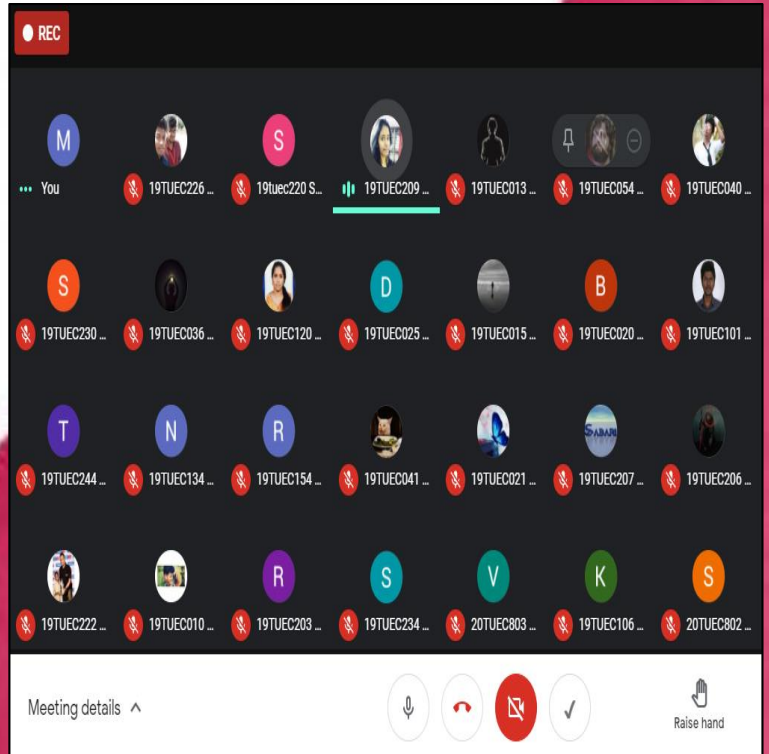 REC
M S
You 19TUEC226 ... 19tuec220 S... 19TUEC209 ... 19TUEC013 ... 19TUEC054 ... 19TUEC040 ...
S D B
19TUEC230 ... 19TUEC036 ... 19TUEC120 ... 19TUEC025 ... 19TUEC015 ... 19TUEC020 ... 19TUEC101 ...
T N R SABARI
19TUEC244 ... 19TUEC134 ... 19TUEC154 ... 19TUEC041 ... 19TUEC021 ... 19TUEC207 ... 19TUEC206 ...
R S V K S
19TUEC222 ... 19TUEC010 ... 19TUEC203 ... 19TUEC234 ... 20TUEC803 ... 19TUEC106 ... 20TUEC802 ...
Meeting details
Raise hand